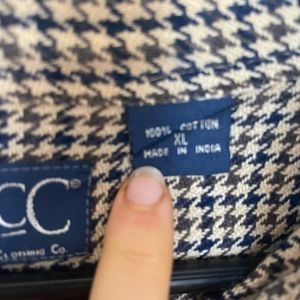 100% COTTON
XL
MADE IN INDIA
CC®
CLOTHING CO.